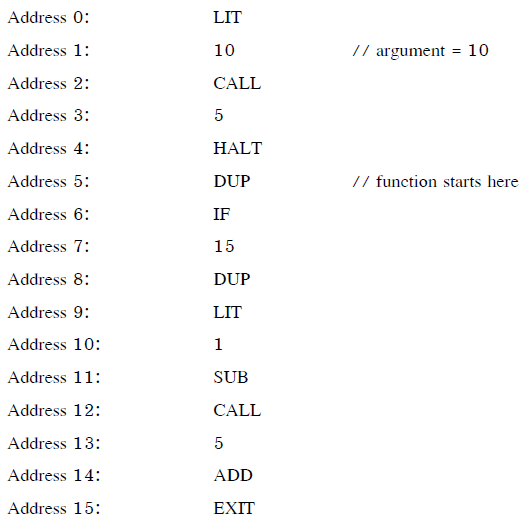 Address 0: LIT
Address 1: 10 // argument = 10
Address 2: CALL
Address 3: 5
Address 4: HALT
Address 5: DUP // function starts here
Address 6: IF
Address 7: 15
Address 8: DUP
Address 9: LIT
Address 10: 1
Address 11: SUB
Address 12: CALL
Address 13: 5
Address 14: ADD
Address 15: EXIT